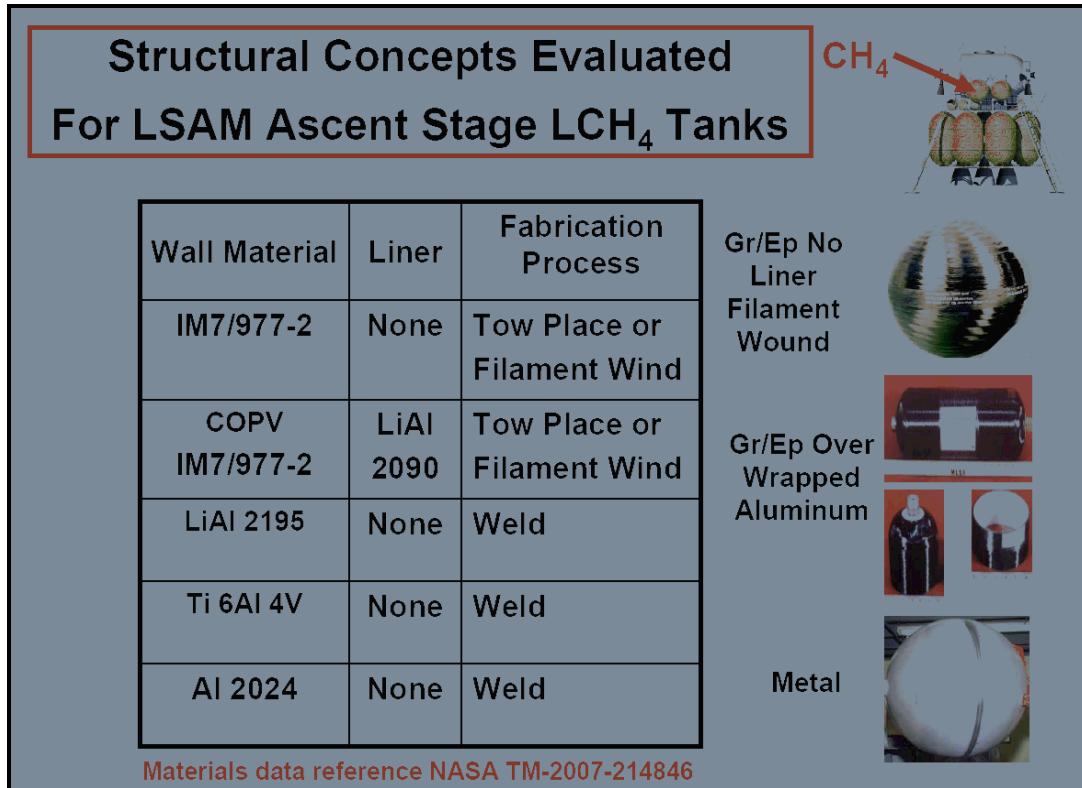 Structural Concepts Evaluated
For LSAM Ascent Stage LCH₄ Tanks
CH₄
Wall Material
Liner
Fabrication
Process
IM7/977-2
None
Tow Place or
Filament Wind
COPV
IM7/977-2
LiAl
2090
Tow Place or
Filament Wind
LiAl 2195
None
Weld
Ti 6Al 4V
None
Weld
Al 2024
None
Weld
Materials data reference NASA TM-2007-214846
Gr/Ep No
Liner
Filament
Wound
Gr/Ep Over
Wrapped
Aluminum
Metal